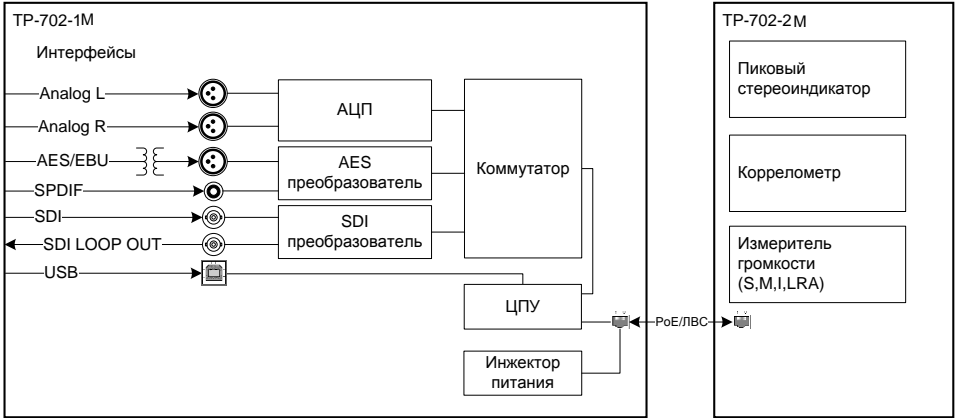 ТР-702-1М
Интерфейсы
Analog L
Analog R
AES/EBU
SPDIF
SDI
SDI LOOP OUT
USB
АЦП
AES
преобразователь
SDI
преобразователь
Коммутатор
ЦПУ
Инжектор
питания
PoE/ЛВС
ТР-702-2М
Пиковый
стереоиндикатор
Коррелометр
Измеритель
громкости
(S,M,I,LRA)